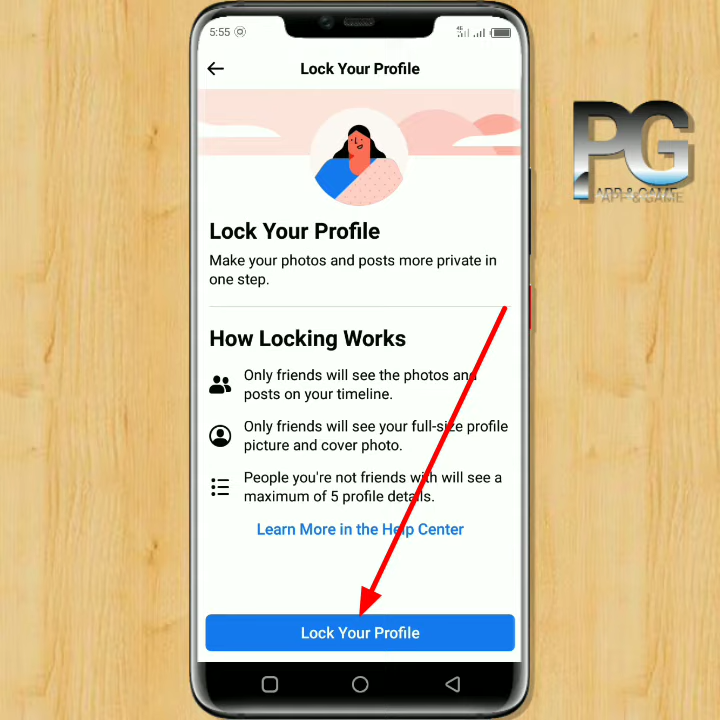 5:55
4G
Lock Your Profile
PG
APP & GAME
Lock Your Profile
Make your photos and posts more private in
one step.
How Locking Works
Only friends will see the photos and
posts on your timeline.
Only friends will see your full-size profile
picture and cover photo.
People you're not friends with will see a
maximum of 5 profile details.
Learn More in the Help Center
Lock Your Profile